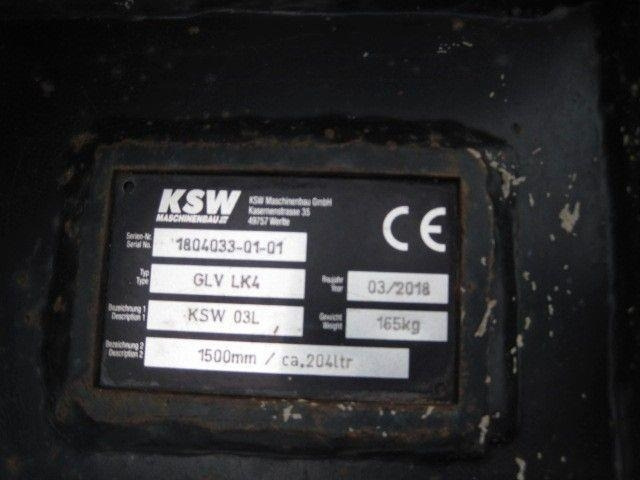 KSW
MASCHINENBAU
KSW Maschinenbau GmbH
Kasernenstrasse 35
49757 Werlte
CE
Serien-Nr.
Serial No.
1804033-01-01
Typ
Type
GLV LK4
Baujahr
Year
03/2018
Bezeichnung 1
Description 1
KSW 03L
Gewicht
Weight
165kg
Bezeichnung 2
Description 2
1500mm / ca.204ltr